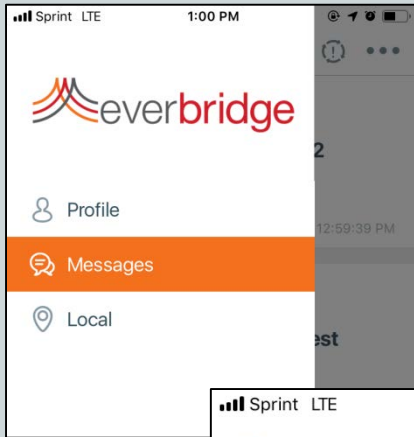 Sprint LTE 1:00 PM
everbridge
2
Profile
12:59:39 PM
Messages
Local
est
Sprint LTE